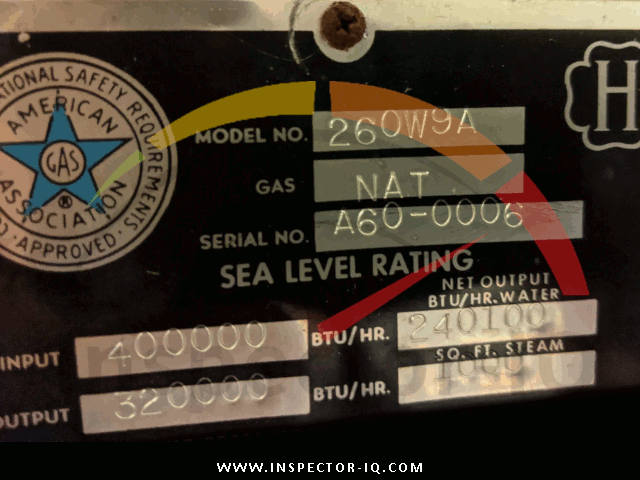 NATIONAL SAFETY REQUIREMENTS
AMERICAN
GAS
®
ASSOCIATION
APPROVED
H
MODEL NO. 260W9A
GAS NAT
SERIAL NO. A60-0006
SEA LEVEL RATING
NET OUTPUT
BTU/HR. WATER
INPUT 400000 BTU/HR. 240100
SQ. FT. STEAM
OUTPUT 320000 BTU/HR.
WWW.INSPECTOR-IQ.COM